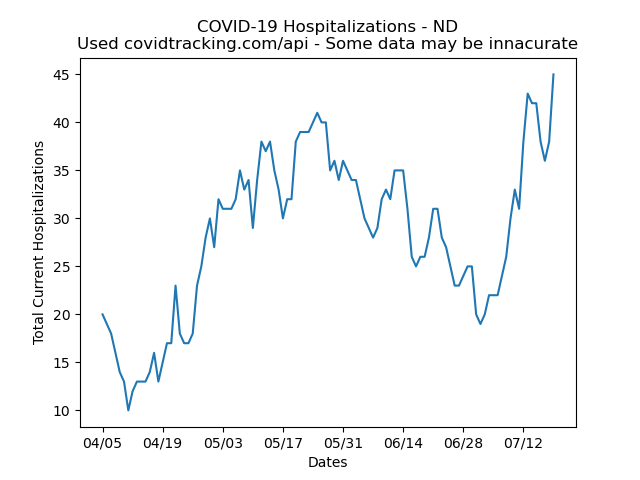 COVID-19 Hospitalizations - ND
Used covidtracking.com/api - Some data may be innacurate
Total Current Hospitalizations
45
40
35
30
25
20
15
10
04/05 04/19 05/03 05/17 05/31 06/14 06/28 07/12
Dates